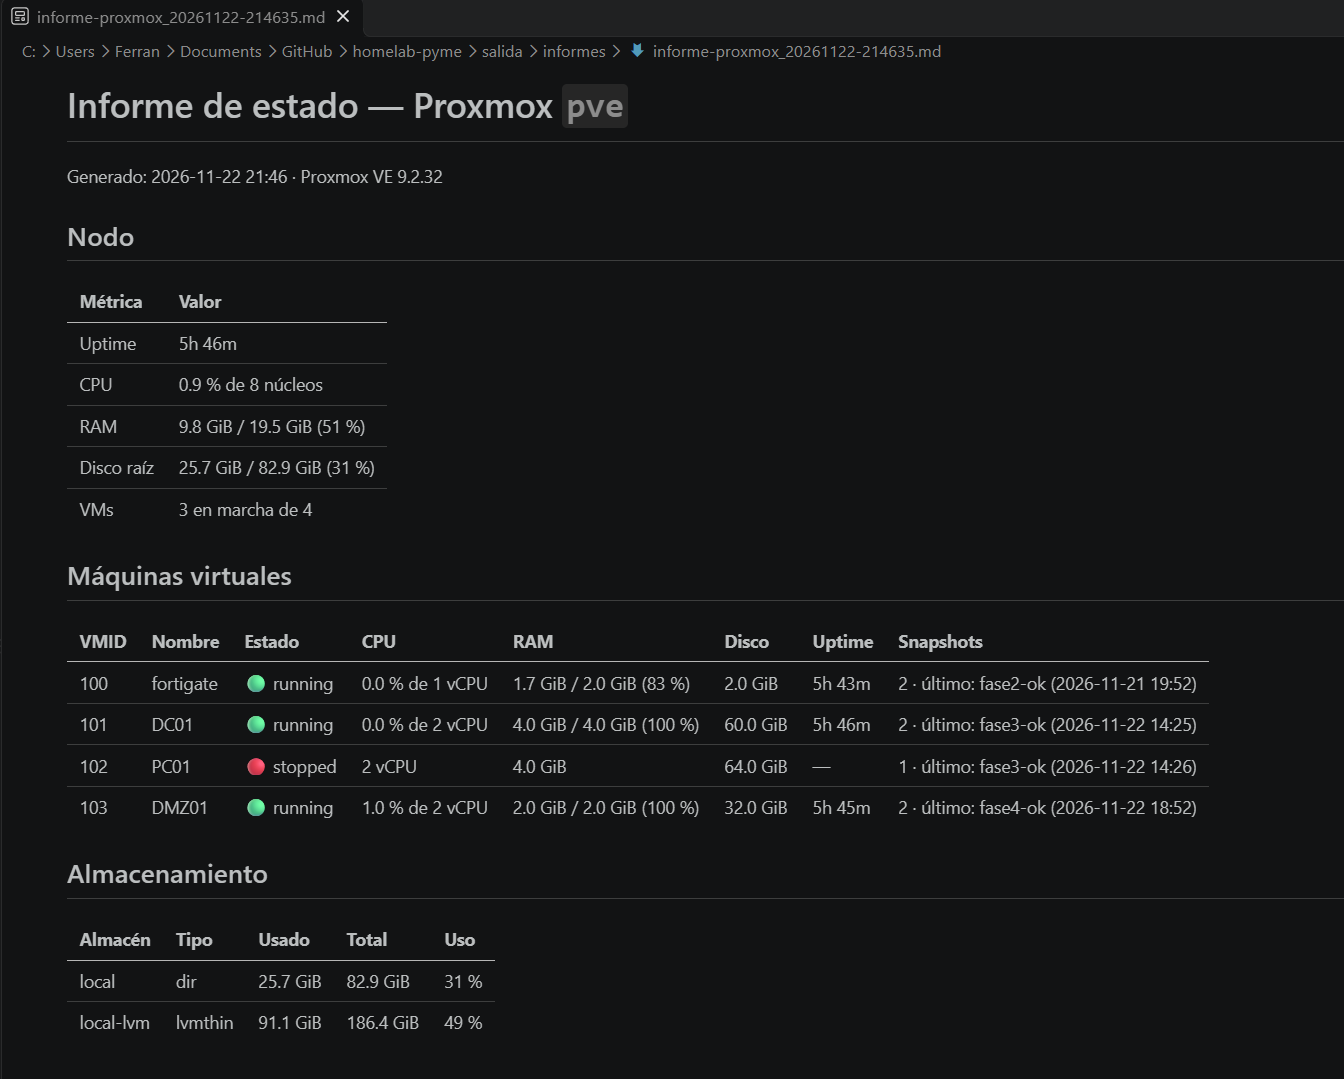 informe-proxmox_20261122-214635.md
C: > Users > Ferran > Documents > GitHub > homelab-pyme > salida > informes > informe-proxmox_20261122-214635.md
Informe de estado — Proxmox pve
Generado: 2026-11-22 21:46 · Proxmox VE 9.2.32
Nodo
Métrica Valor
Uptime 5h 46m
CPU 0.9 % de 8 núcleos
RAM 9.8 GiB / 19.5 GiB (51 %)
Disco raíz 25.7 GiB / 82.9 GiB (31 %)
VMs 3 en marcha de 4
Máquinas virtuales
VMID Nombre Estado CPU RAM Disco Uptime Snapshots
100 fortigate running 0.0 % de 1 vCPU 1.7 GiB / 2.0 GiB (83 %) 2.0 GiB 5h 43m 2 · último: fase2-ok (2026-11-21 19:52)
101 DC01 running 0.0 % de 2 vCPU 4.0 GiB / 4.0 GiB (100 %) 60.0 GiB 5h 46m 2 · último: fase3-ok (2026-11-22 14:25)
102 PC01 stopped 2 vCPU 4.0 GiB 64.0 GiB — 1 · último: fase3-ok (2026-11-22 14:26)
103 DMZ01 running 1.0 % de 2 vCPU 2.0 GiB / 2.0 GiB (100 %) 32.0 GiB 5h 45m 2 · último: fase4-ok (2026-11-22 18:52)
Almacenamiento
Almacén Tipo Usado Total Uso
local dir 25.7 GiB 82.9 GiB 31 %
local-lvm lvmthin 91.1 GiB 186.4 GiB 49 %